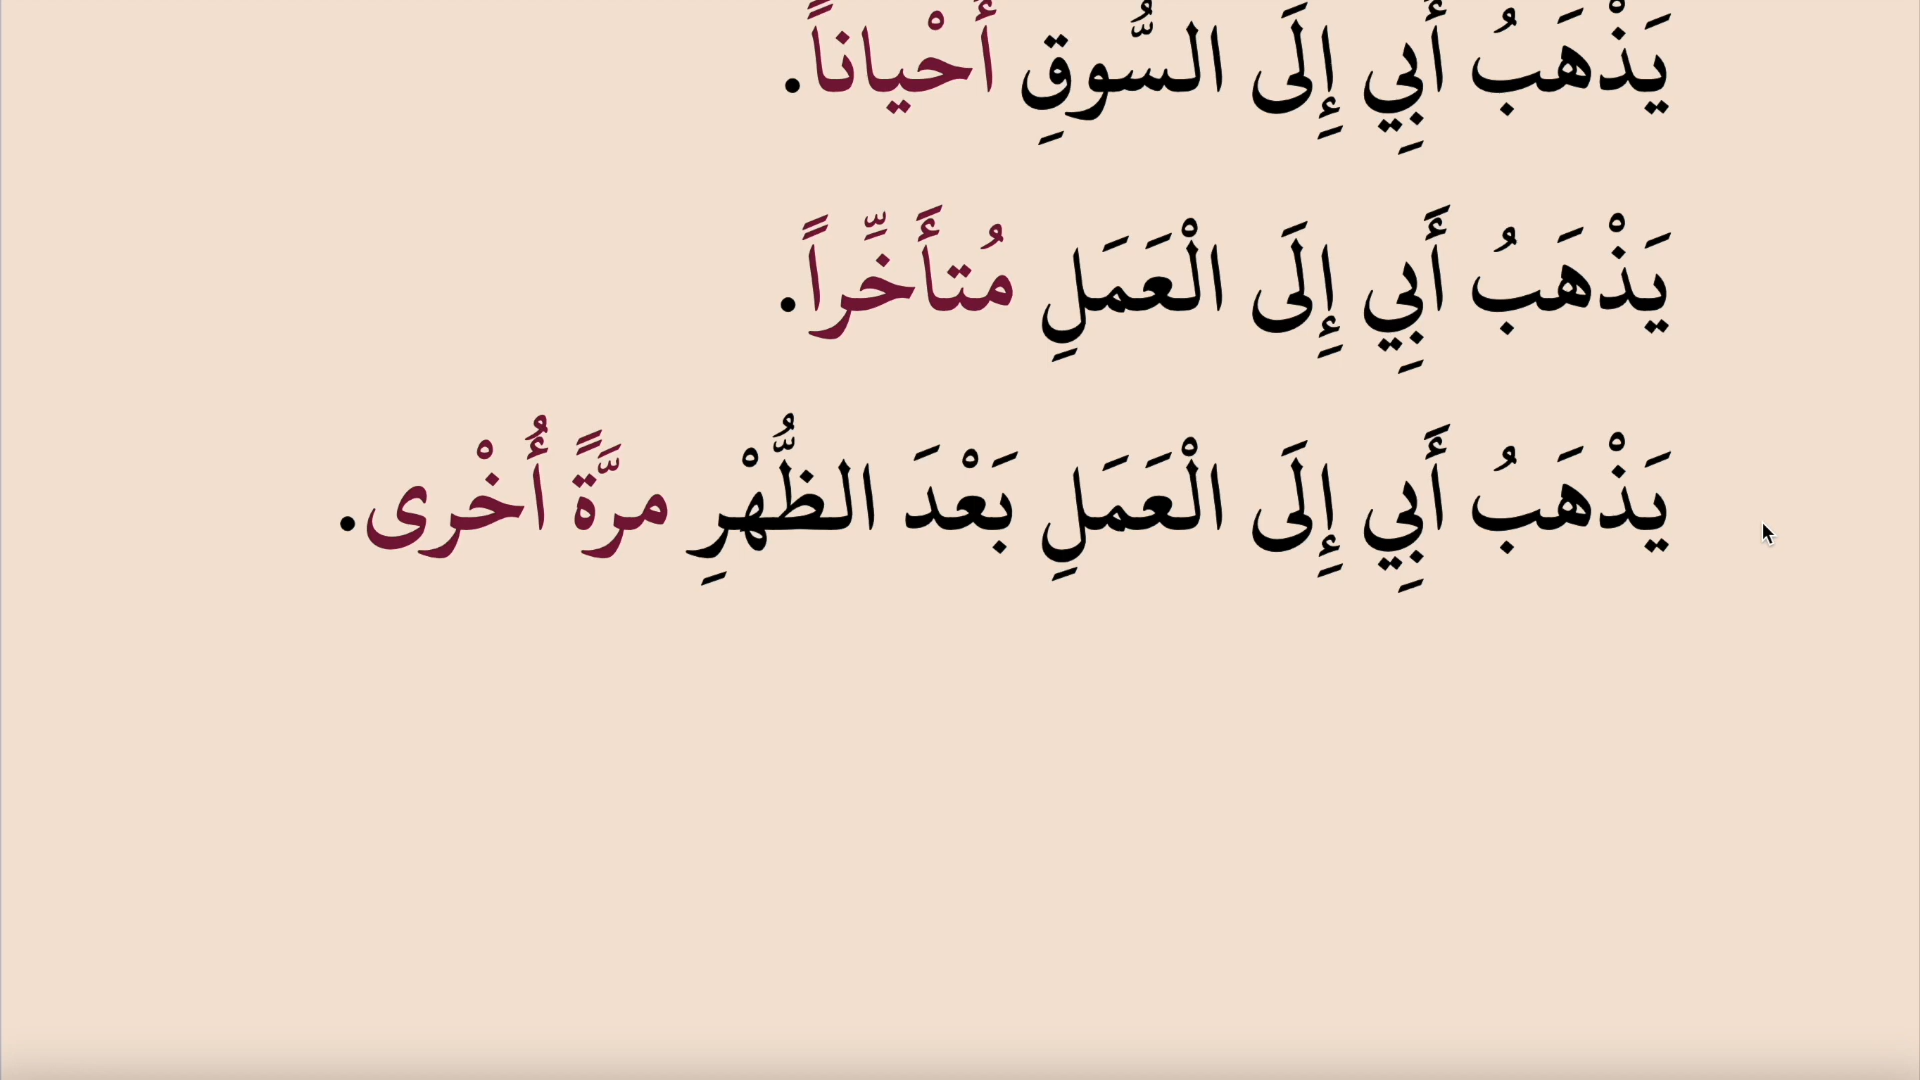 يَذْهَبُ أَبِي إِلَى السُّوقِ أَحْياناً.
يَذْهَبُ أَبِي إِلَى الْعَمَلِ مُتأَخِّراً.
يَذْهَبُ أَبِي إِلَى الْعَمَلِ بَعْدَ الظُّهْرِ مرَّةً أُخْرى.